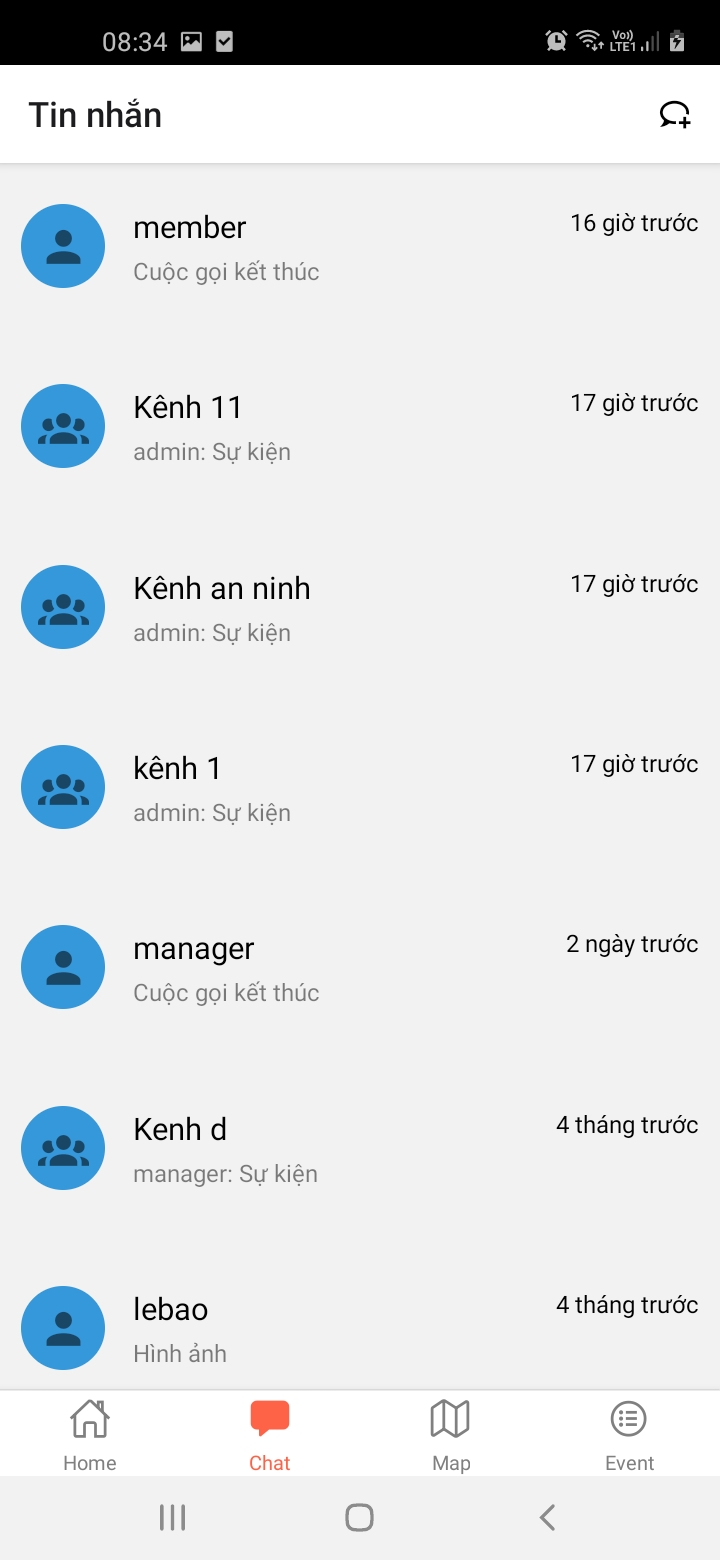 08:34
Vo)) LTE1
Tin nhắn
member
16 giờ trước
Cuộc gọi kết thúc
Kênh 11
17 giờ trước
admin: Sự kiện
Kênh an ninh
17 giờ trước
admin: Sự kiện
kênh 1
17 giờ trước
admin: Sự kiện
manager
2 ngày trước
Cuộc gọi kết thúc
Kenh d
4 tháng trước
manager: Sự kiện
lebao
4 tháng trước
Hình ảnh
Home Chat Map Event